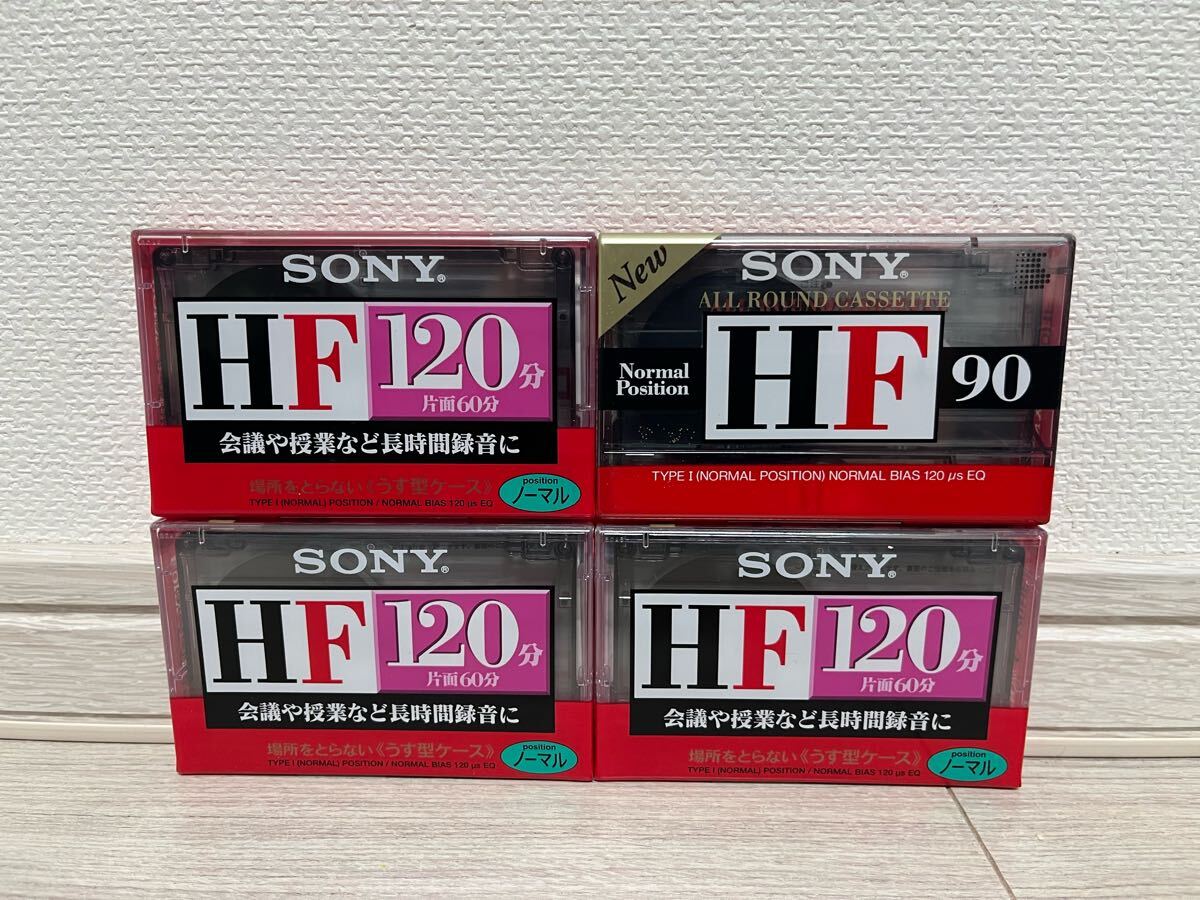 SONY®
HF 120分
片面60分
会議や授業など長時間録音に
場所をとらない《うす型ケース》
TYPE I (NORMAL) POSITION / NORMAL BIAS 120 µs EQ
position
ノーマル
New
SONY®
ALL ROUND CASSETTE
Normal
Position
HF 90
TYPE I (NORMAL POSITION) NORMAL BIAS 120 µs EQ
SONY®
HF 120分
片面60分
会議や授業など長時間録音に
場所をとらない《うす型ケース》
TYPE I (NORMAL) POSITION / NORMAL BIAS 120 µs EQ
position
ノーマル
SONY®
HF 120分
片面60分
会議や授業など長時間録音に
場所をとらない《うす型ケース》
TYPE I (NORMAL) POSITION / NORMAL BIAS 120 µs EQ
position
ノーマル